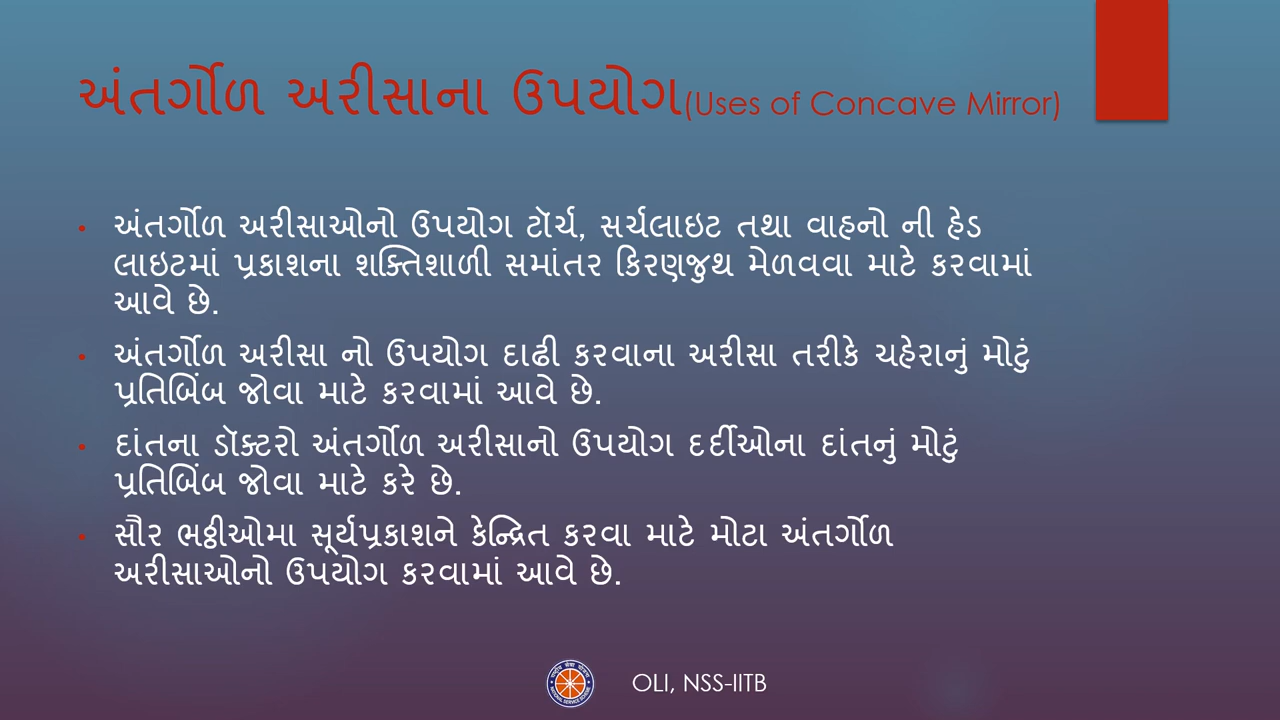 અંતર્ગોળ અરીસાના ઉપયોગ(Uses of Concave Mirror)
• અંતર્ગોળ અરીસાઓનો ઉપયોગ ટૉર્ચ, સર્ચલાઇટ તથા વાહનો ની હેડ
લાઇટમાં પ્રકાશના શક્તિશાળી સમાંતર કિરણજુથ મેળવવા માટે કરવામાં
આવે છે.
• અંતર્ગોળ અરીસા નો ઉપયોગ દાઢી કરવાના અરીસા તરીકે ચહેરાનું મોટું
પ્રતિબિંબ જોવા માટે કરવામાં આવે છે.
• દાંતના ડૉક્ટરો અંતર્ગોળ અરીસાનો ઉપયોગ દર્દીઓના દાંતનું મોટું
પ્રતિબિંબ જોવા માટે કરે છે.
• સૌર ભઠ્ઠીઓમા સૂર્યપ્રકાશને કેન્દ્રિત કરવા માટે મોટા અંતર્ગોળ
અરીસાઓનો ઉપયોગ કરવામાં આવે છે.
OLI, NSS-IITB